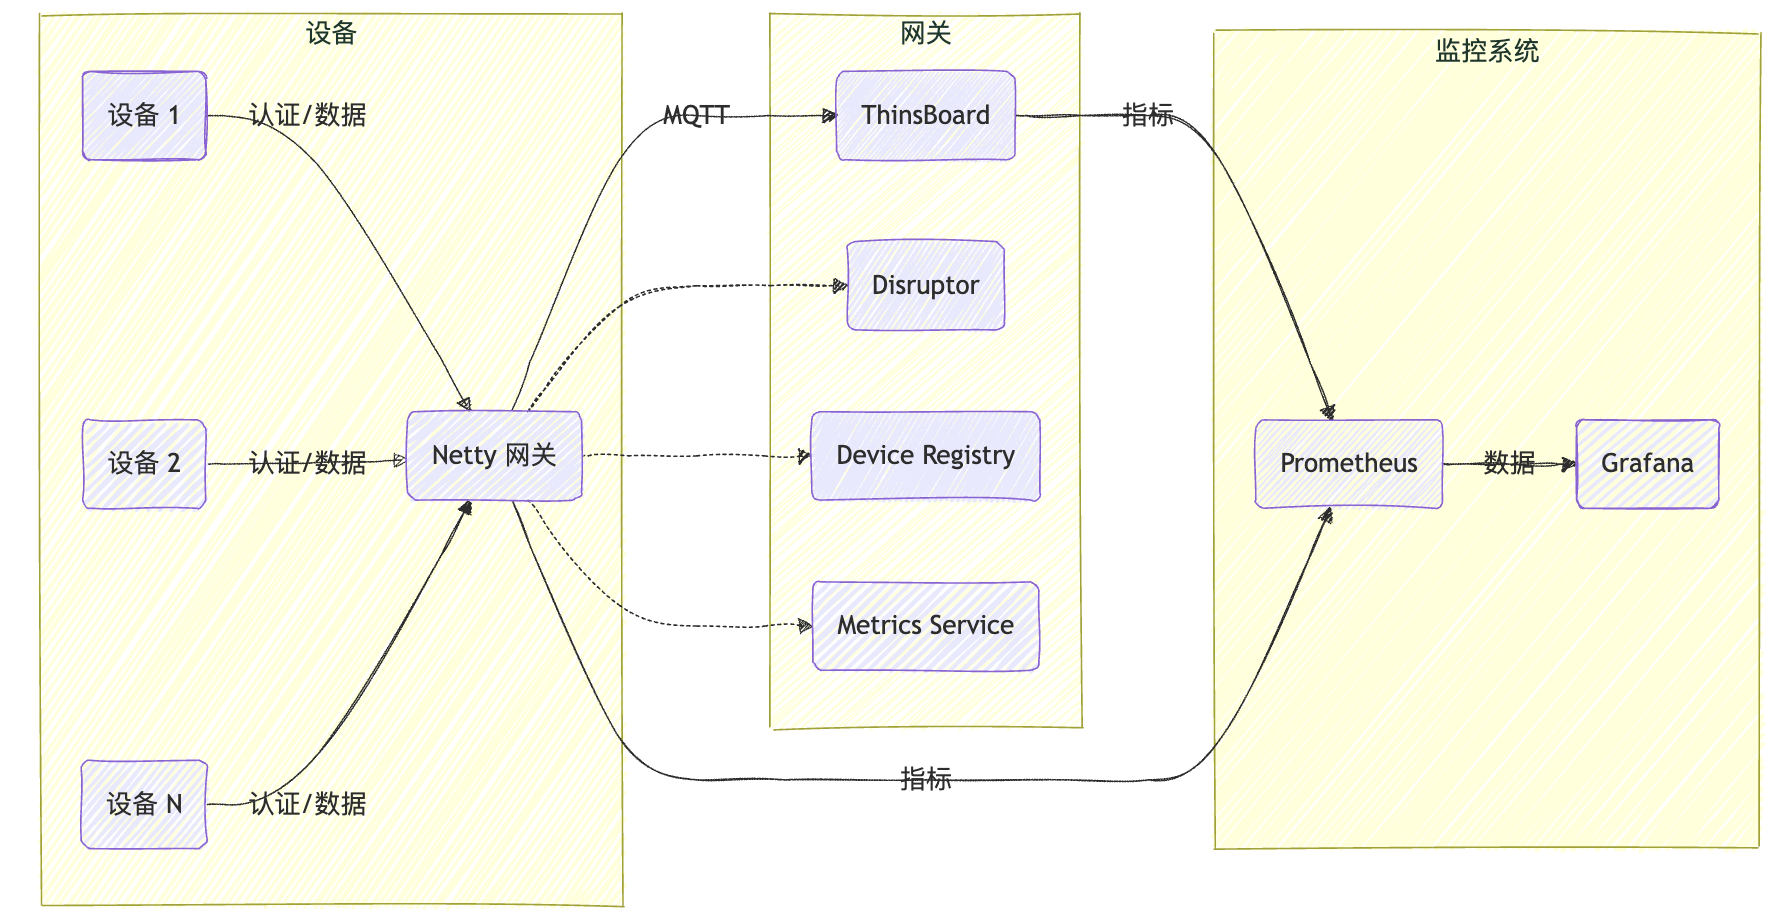 设备
网关
监控系统
设备 1
认证/数据
MQTT
ThinsBoard
指标
Disruptor
设备 2
认证/数据
Netty 网关
Device Registry
Prometheus
数据
Grafana
Metrics Service
指标
设备 N
认证/数据